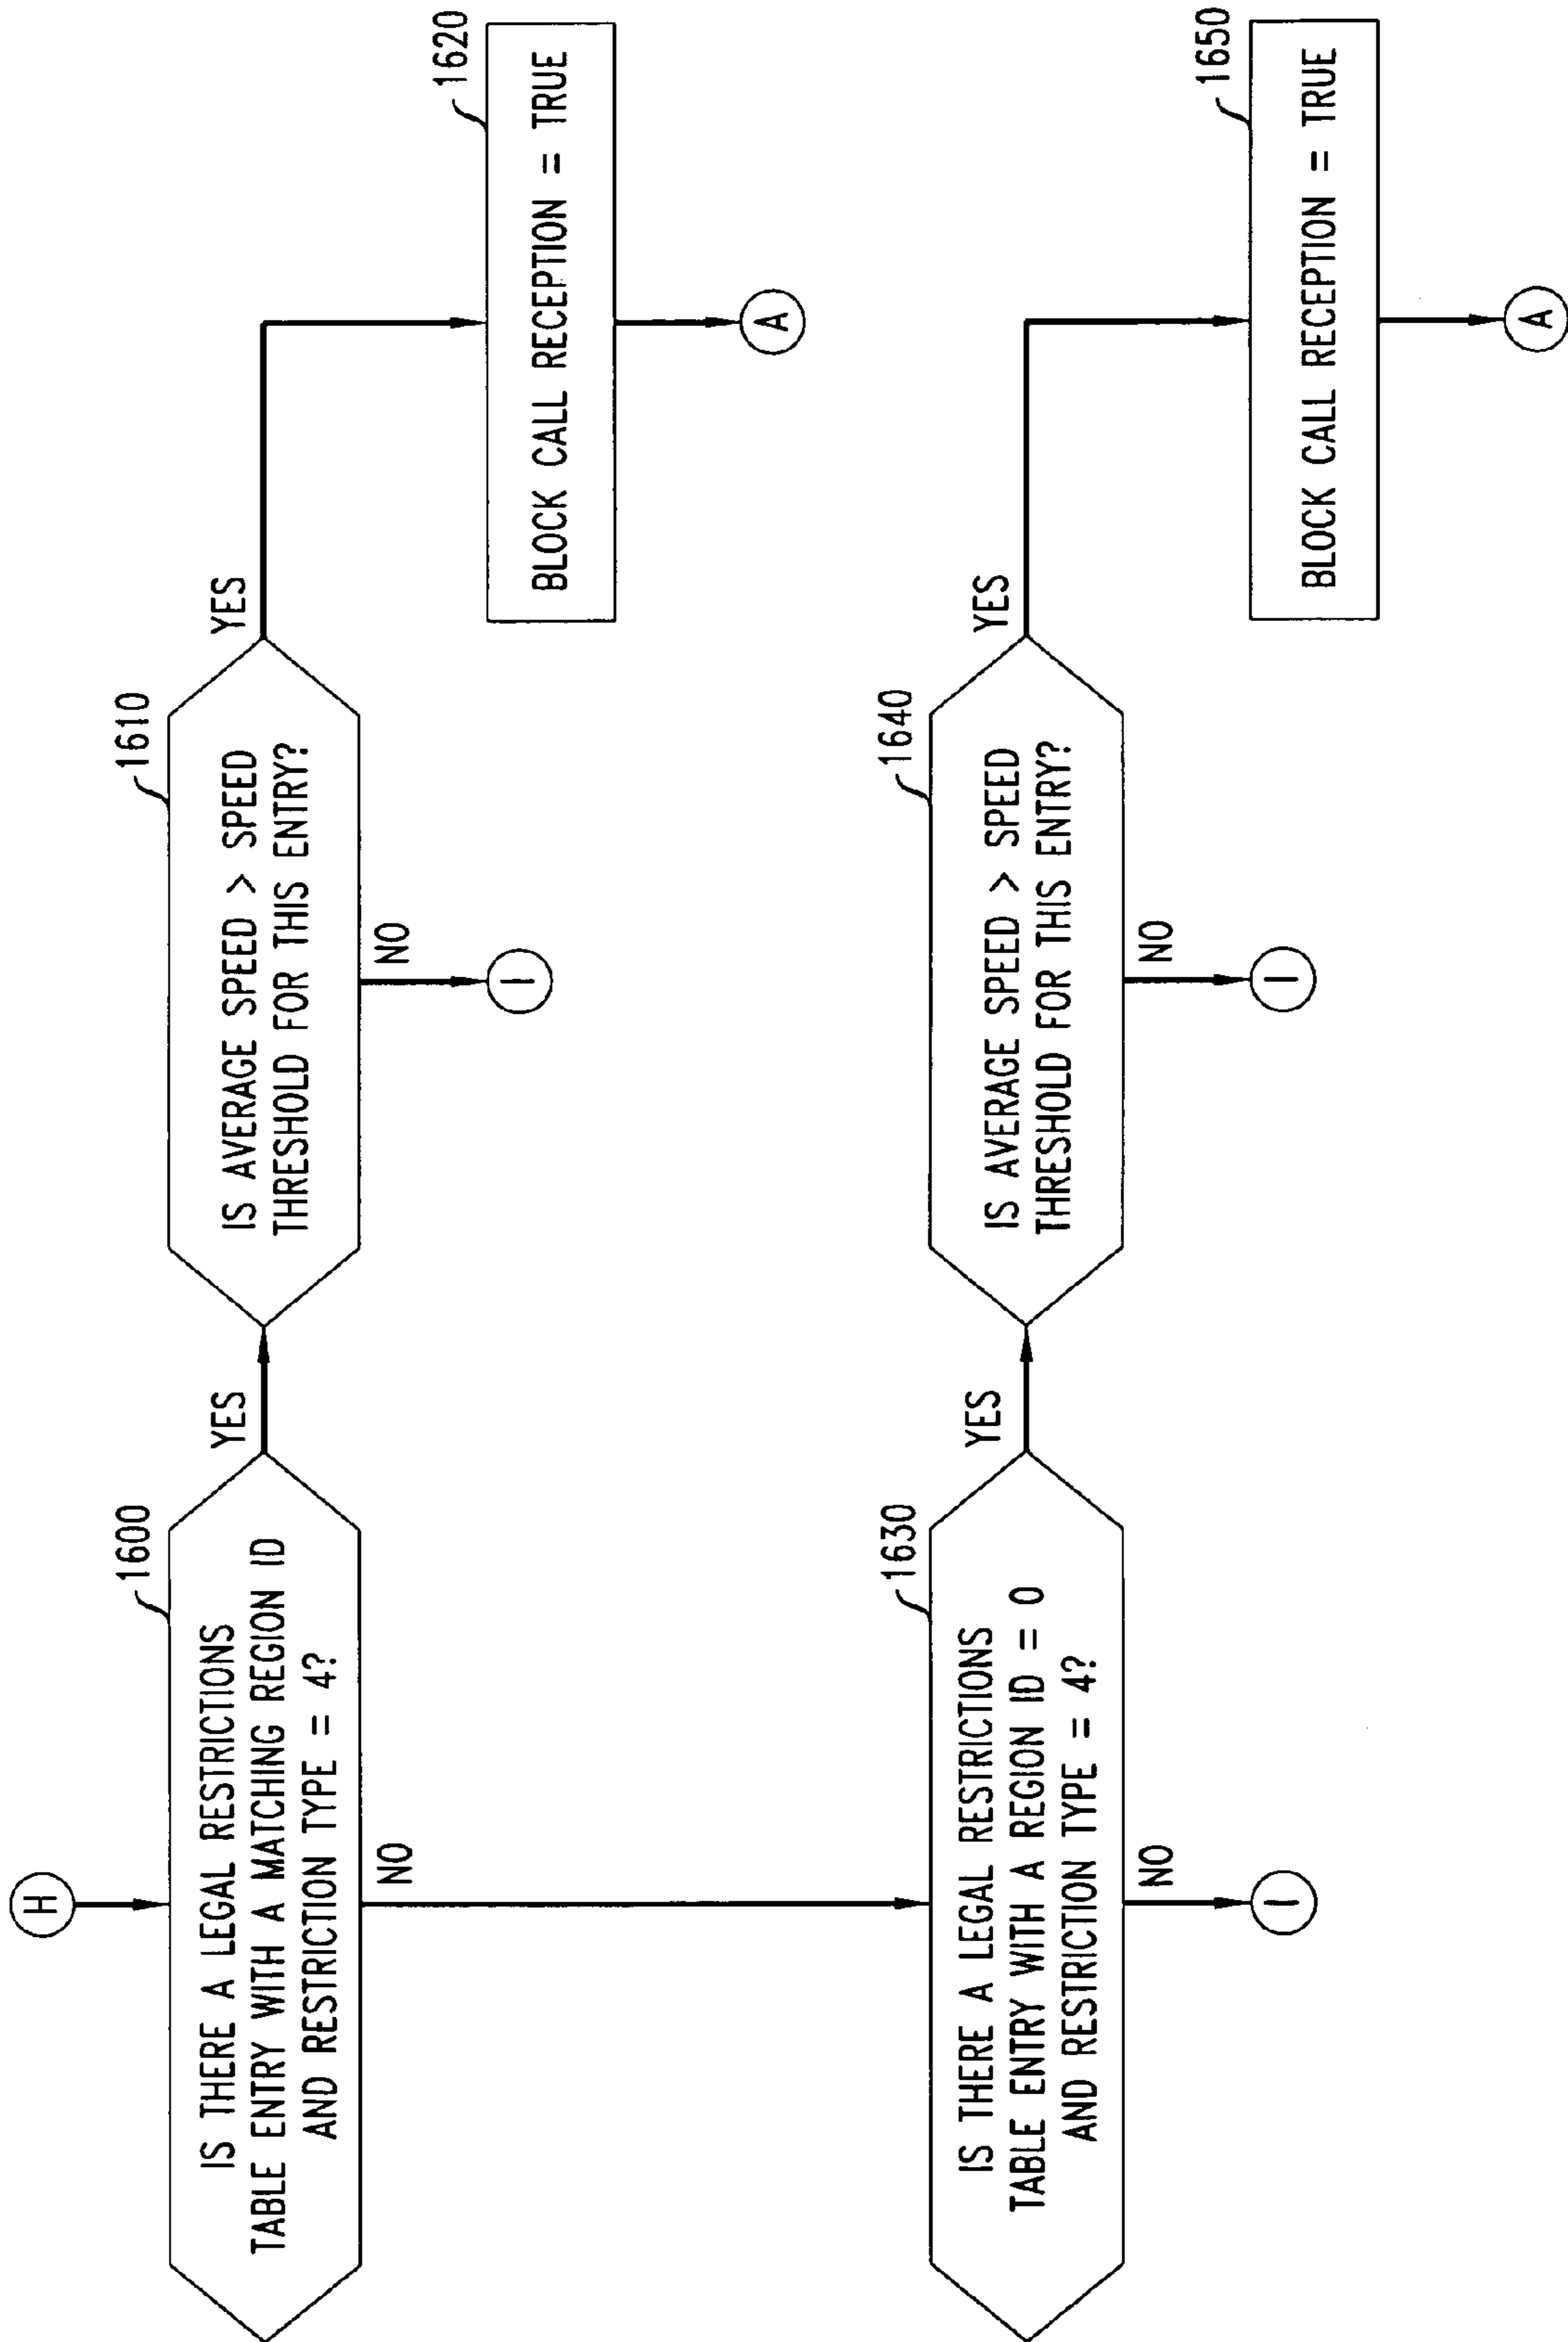 H
1600
IS THERE A LEGAL RESTRICTIONS
TABLE ENTRY WITH A MATCHING REGION ID
AND RESTRICTION TYPE = 4?
YES
NO
1610
IS AVERAGE SPEED > SPEED
THRESHOLD FOR THIS ENTRY?
YES
NO
I
1620
BLOCK CALL RECEPTION = TRUE
A
1630
IS THERE A LEGAL RESTRICTIONS
TABLE ENTRY WITH A REGION ID = 0
AND RESTRICTION TYPE = 4?
YES
NO
I
1640
IS AVERAGE SPEED > SPEED
THRESHOLD FOR THIS ENTRY?
YES
NO
I
1650
BLOCK CALL RECEPTION = TRUE
A